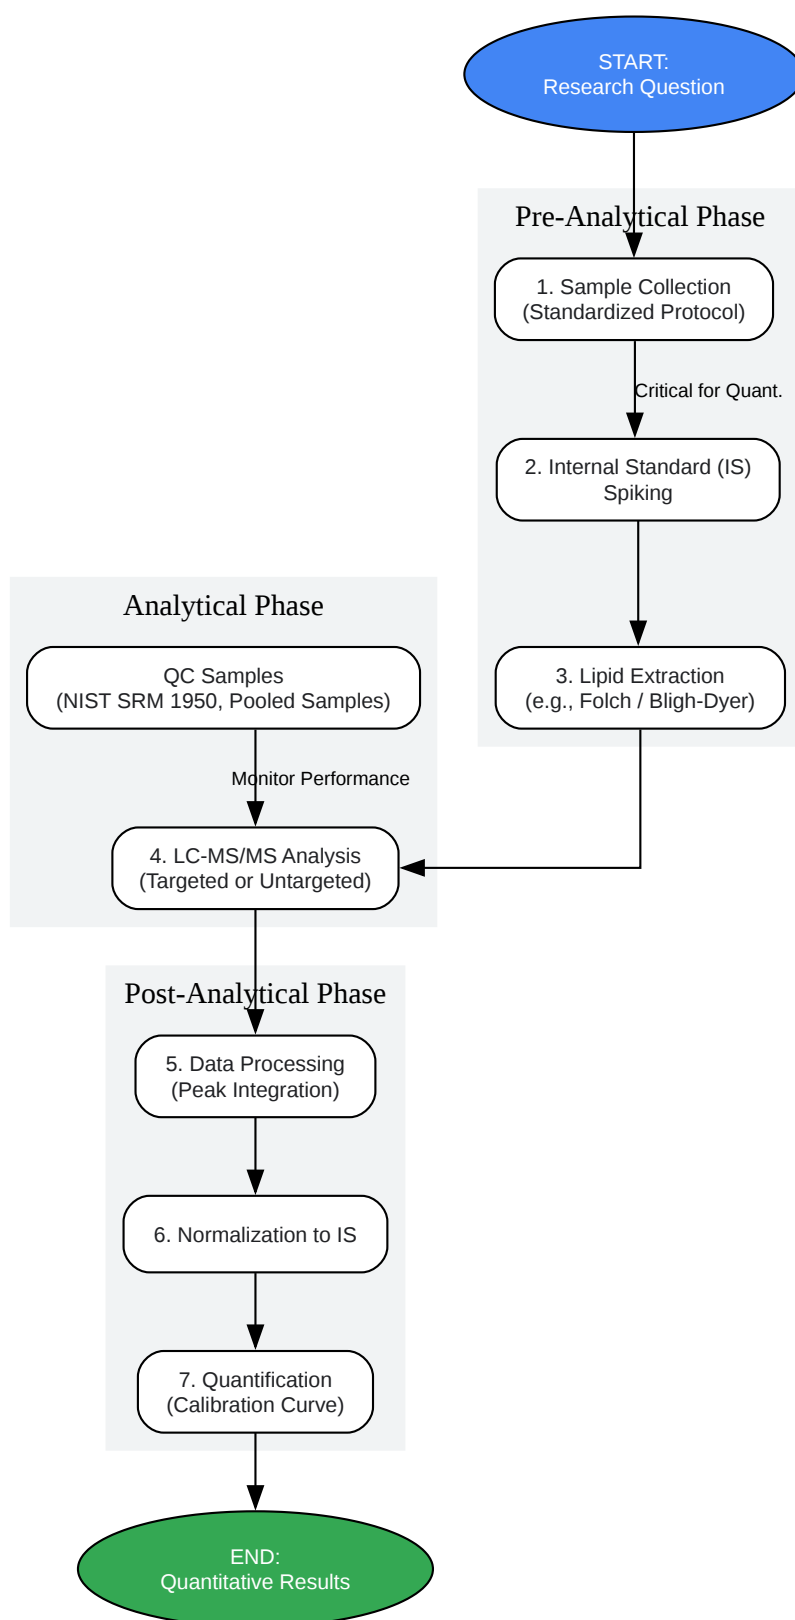 START:
Research Question
Pre-Analytical Phase
1. Sample Collection
(Standardized Protocol)
Critical for Quant.
2. Internal Standard (IS)
Spiking
3. Lipid Extraction
(e.g., Folch / Bligh-Dyer)
Analytical Phase
QC Samples
(NIST SRM 1950, Pooled Samples)
Monitor Performance
4. LC-MS/MS Analysis
(Targeted or Untargeted)
Post-Analytical Phase
5. Data Processing
(Peak Integration)
6. Normalization to IS
7. Quantification
(Calibration Curve)
END:
Quantitative Results